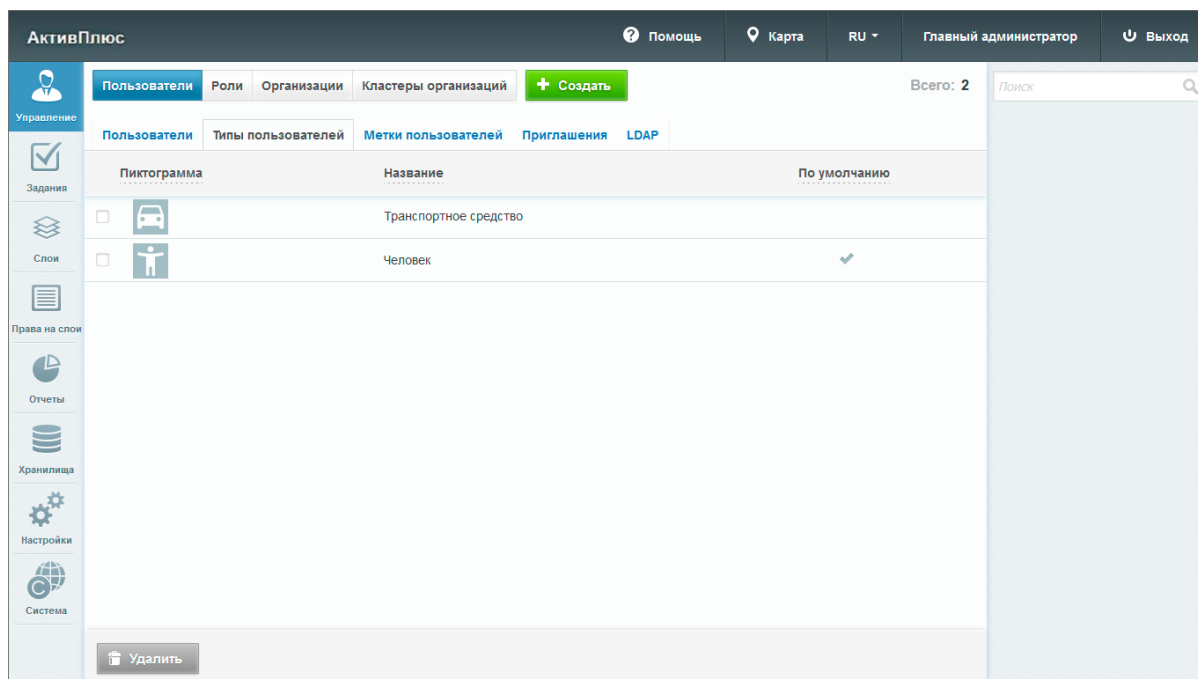 АктивПлюс
Помощь
Карта
RU
Главный администратор
Выход
Управление
Задания
Слои
Права на слои
Отчеты
Хранилища
Настройки
Система
Пользователи Роли Организации Кластеры организаций
Создать
Всего: 2
Поиск
Пользователи Типы пользователей Метки пользователей Приглашения LDAP
Пиктограмма Название По умолчанию
Транспортное средство
Человек
Удалить